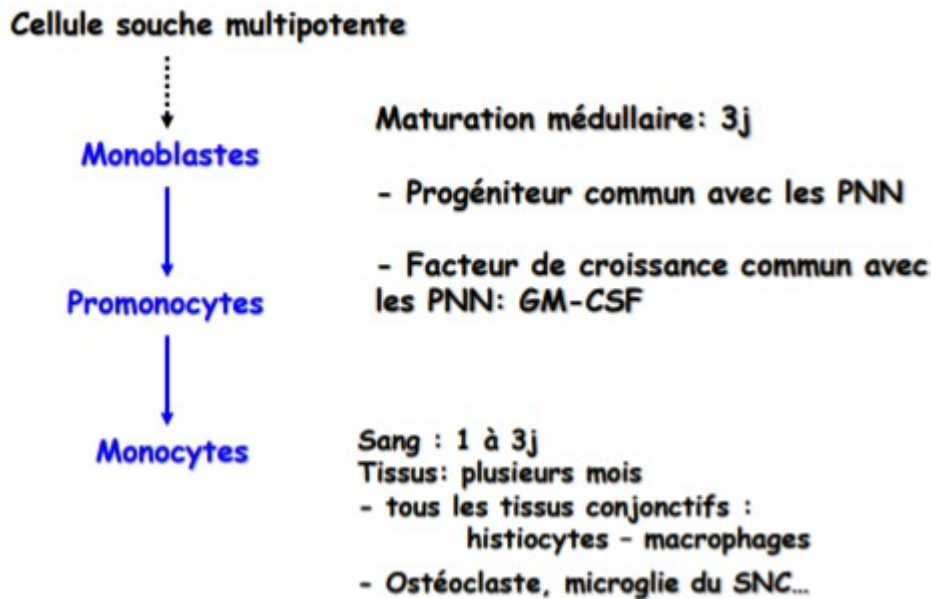 Cellule souche multipotente
Maturation médullaire: 3j
Monoblastes
- Progéniteur commun avec les PNN
- Facteur de croissance commun avec
les PNN: GM-CSF
Promonocytes
Monocytes
Sang : 1 à 3j
Tissus: plusieurs mois
- tous les tissus conjonctifs :
histiocytes – macrophages
- Ostéoclaste, microglie du SNC...